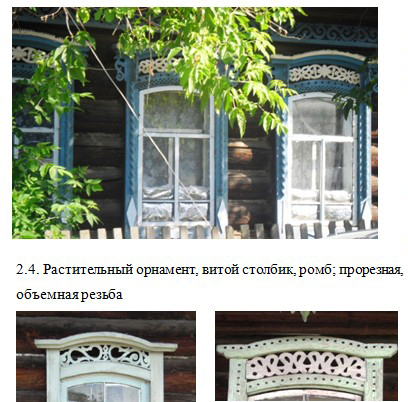 2.4. Растительный орнамент, витой столбик, ромб; прорезная,
объемная резьба